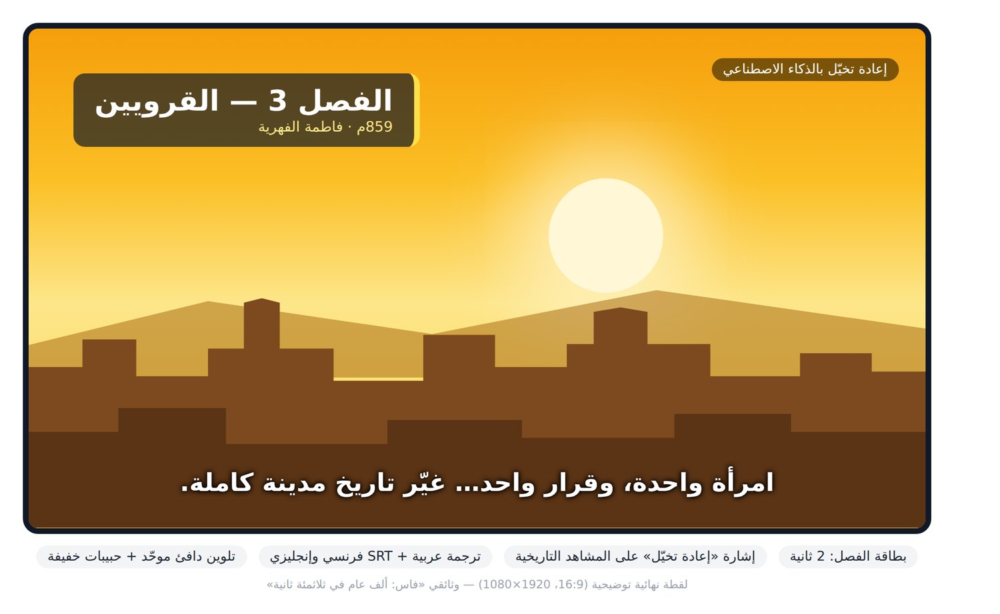 إعادة تخيّل بالذكاء الاصطناعي
الفصل 3 — القرويين
859م · فاطمة الفهرية
امرأة واحدة، وقرار واحد… غيّر تاريخ مدينة كاملة.
بطاقة الفصل: 2 ثانية
إشارة «إعادة تخيّل» على المشاهد التاريخية
ترجمة عربية + SRT فرنسي وإنجليزي
تلوين دافئ موحّد + حبيبات خفيفة
لقطة نهائية توضيحية (16:9، 1920×1080) — وثائقي «فاس: ألف عام في ثلاثمئة ثانية»